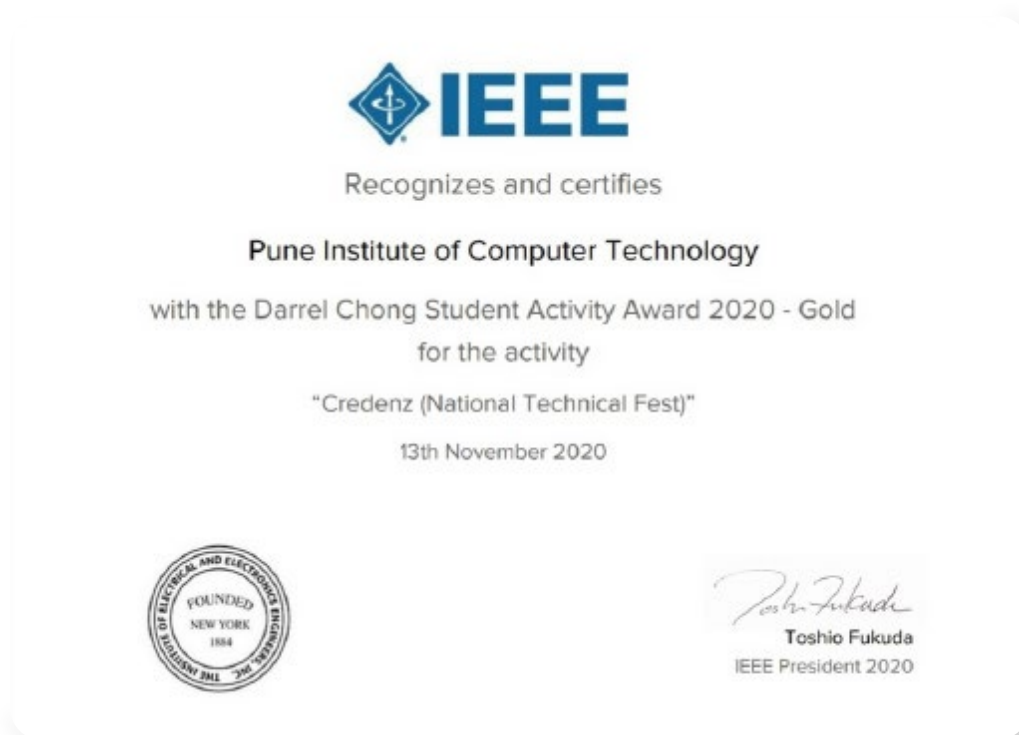 IEEE
Recognizes and certifies
Pune Institute of Computer Technology
with the Darrel Chong Student Activity Award 2020 - Gold
for the activity
“Credenz (National Technical Fest)”
13th November 2020
THE INSTITUTE OF ELECTRICAL AND ELECTRONICS ENGINEERS, INC.
FOUNDED
NEW YORK
1884
Toshio Fukuda
Toshio Fukuda
IEEE President 2020